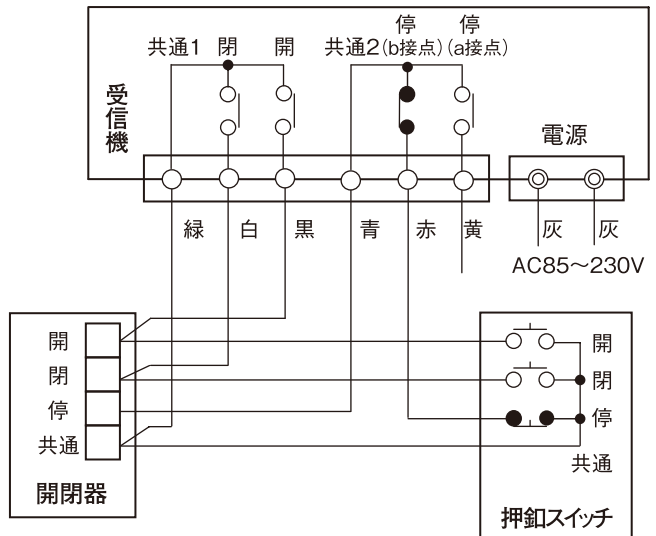 停 停
共通1 閉 開 共通2 (b接点) (a接点)
受信機
電源
緑 白 黒 青 赤 黄 灰 灰
AC85～230V
開
閉
停
共通
開閉器
開
閉
停
共通
押釦スイッチ